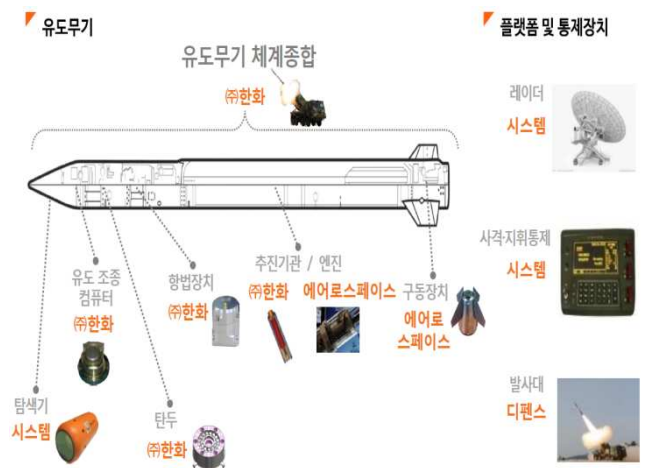 유도무기
플랫폼 및 통제장치
유도무기 체계종합
㈜한화
레이더
시스템
사격·지휘통제
시스템
발사대
디펜스
유도 조종
컴퓨터
㈜한화
항법장치
㈜한화
추진기관 / 엔진
㈜한화 에어로스페이스
구동장치
에어로
스페이스
탐색기
시스템
탄두
㈜한화